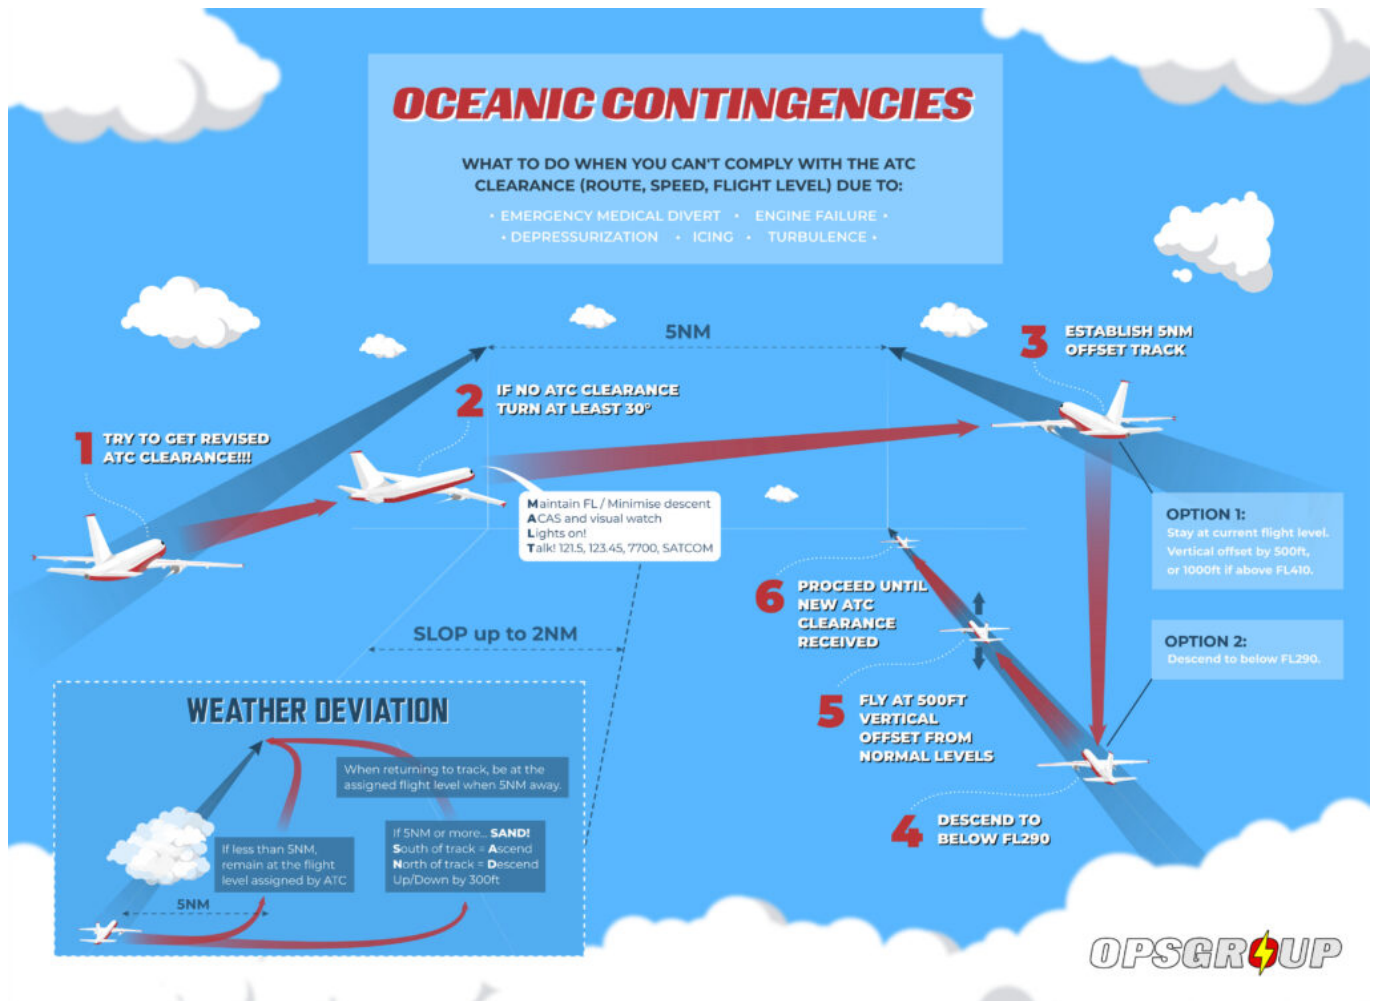 OCEANIC CONTINGENCIES
WHAT TO DO WHEN YOU CAN'T COMPLY WITH THE ATC
CLEARANCE (ROUTE, SPEED, FLIGHT LEVEL) DUE TO:
• EMERGENCY MEDICAL DIVERT • ENGINE FAILURE •
• DEPRESSURIZATION • ICING • TURBULENCE •
5NM
3 ESTABLISH 5NM
OFFSET TRACK
2 IF NO ATC CLEARANCE
TURN AT LEAST 30°
1 TRY TO GET REVISED
ATC CLEARANCE!!!
Maintain FL / Minimise descent
ACAS and visual watch
Lights on!
Talk! 121.5, 123.45, 7700, SATCOM
OPTION 1:
Stay at current flight level.
Vertical offset by 500ft,
or 1000ft if above FL410.
6 PROCEED UNTIL
NEW ATC
CLEARANCE
RECEIVED
SLOP up to 2NM
OPTION 2:
Descend to below FL290.
5 FLY AT 500FT
VERTICAL
OFFSET FROM
NORMAL LEVELS
4 DESCEND TO
BELOW FL290
WEATHER DEVIATION
When returning to track, be at the
assigned flight level when 5NM away.
If less than 5NM,
remain at the flight
level assigned by ATC
If 5NM or more... SAND!
South of track = Ascend
North of track = Descend
Up/Down by 300ft
5NM
OPSGROUP